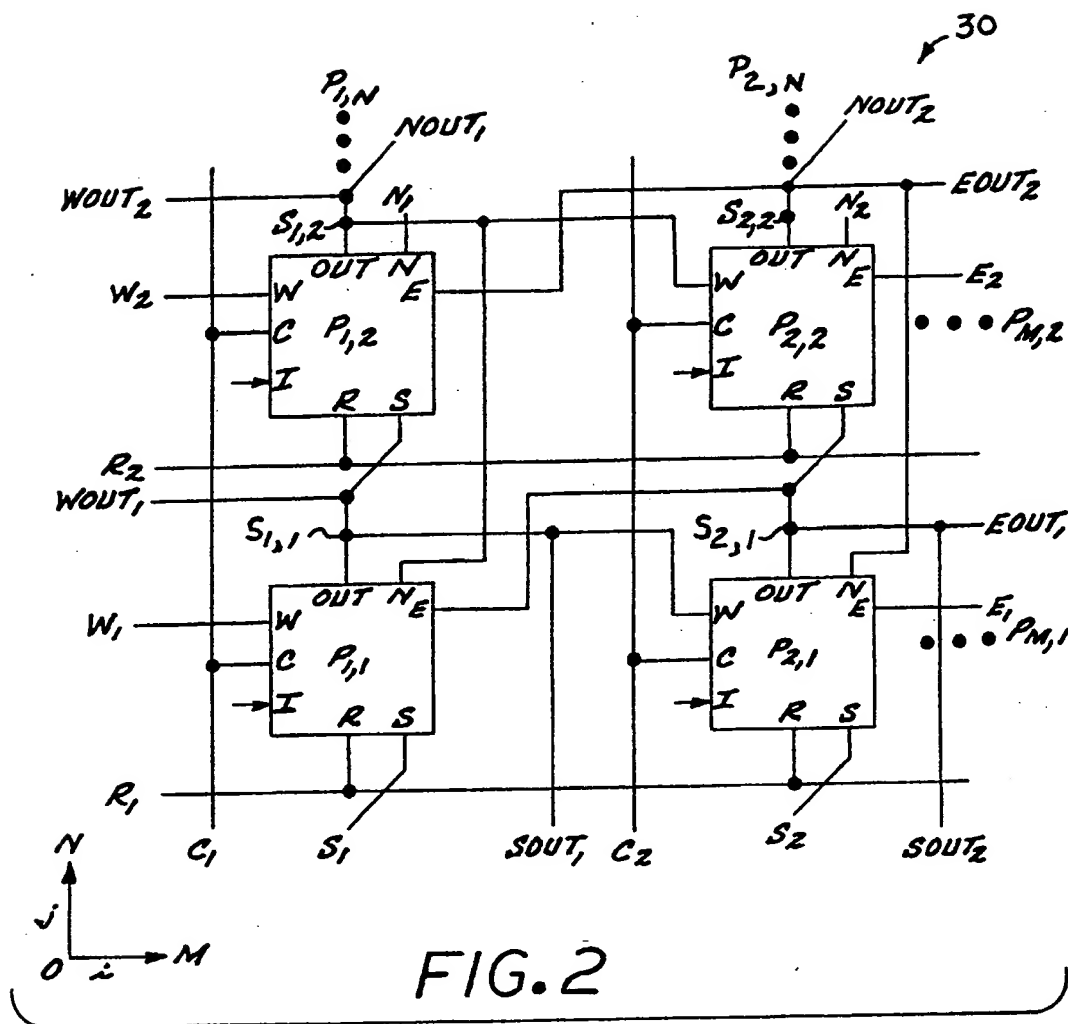 30
P1,N
P2,N
NOUT1
NOUT2
WOUT2
N1
EOUT2
S1,2
S2,2
N2
OUT N
OUT N
W2
W
E
W
E
E2
C
P1,2
C
P2,2
PM,2
I
I
R S
R S
R2
WOUT1
S1,1
S2,1
EOUT1
OUT N
OUT N
W1
W
E
W
E
E1
C
P1,1
C
P2,1
PM,1
I
I
R S
R S
R1
C1
S1
SOUT1
C2
S2
SOUT2
N
j
O i M
FIG. 2